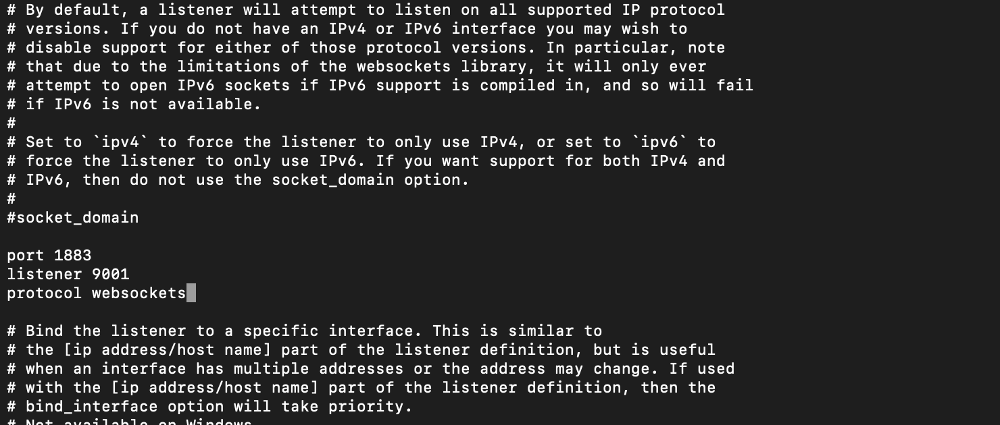 # By default, a listener will attempt to listen on all supported IP protocol
# versions. If you do not have an IPv4 or IPv6 interface you may wish to
# disable support for either of those protocol versions. In particular, note
# that due to the limitations of the websockets library, it will only ever
# attempt to open IPv6 sockets if IPv6 support is compiled in, and so will fail
# if IPv6 is not available.
#
# Set to `ipv4` to force the listener to only use IPv4, or set to `ipv6` to
# force the listener to only use IPv6. If you want support for both IPv4 and
# IPv6, then do not use the socket_domain option.
#
#socket_domain
port 1883
listener 9001
protocol websockets
# Bind the listener to a specific interface. This is similar to
# the [ip address/host name] part of the listener definition, but is useful
# when an interface has multiple addresses or the address may change. If used
# with the [ip address/host name] part of the listener definition, then the
# bind_interface option will take priority.
# Not available on Windows.